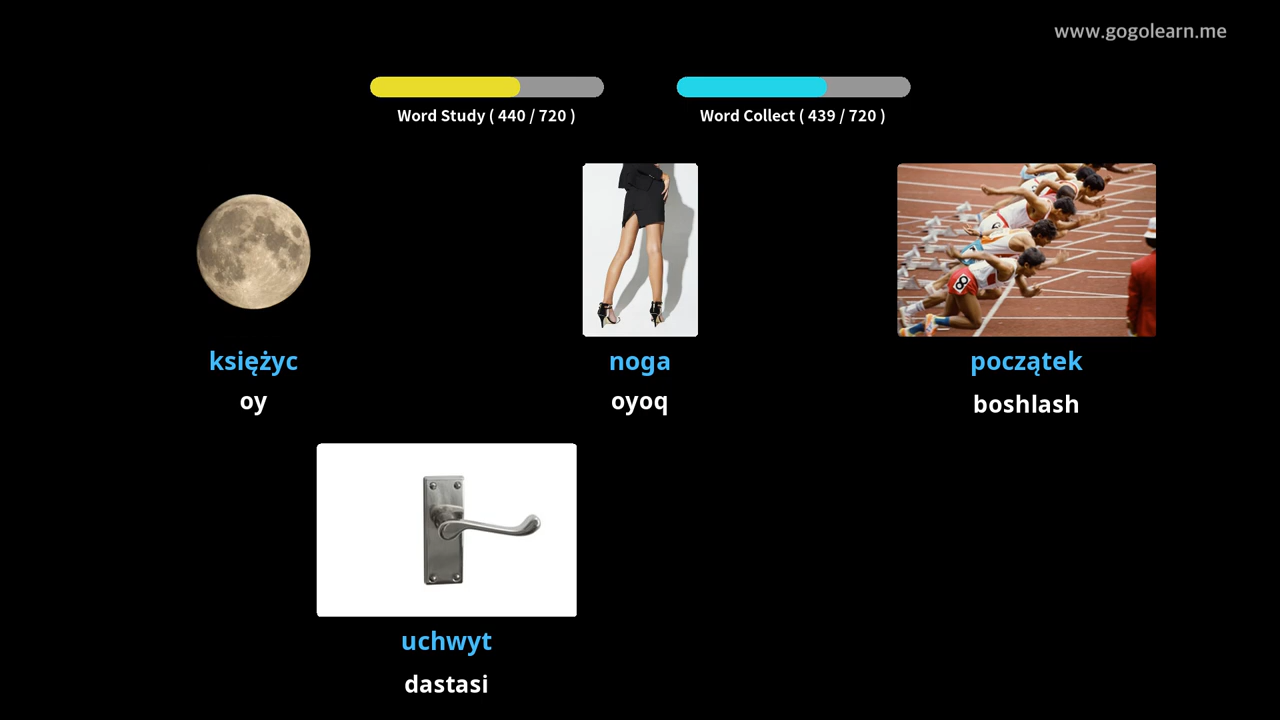 www.gogolearn.me
Word Study ( 440 / 720 )
Word Collect ( 439 / 720 )
księżyc
oy
noga
oyoq
początek
boshlash
uchwyt
dastasi